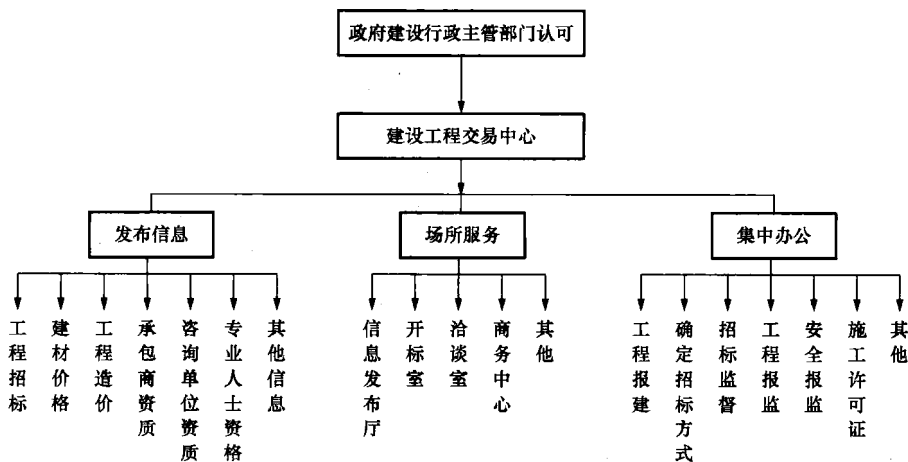 政府建设行政主管部门认可
建设工程交易中心
发布信息
场所服务
集中办公
工程招标
建材价格
工程造价
承包商资质
咨询单位资质
专业人士资格
其他信息
信息发布厅
开标室
洽谈室
商务中心
其他
工程报建
确定招标方式
招标监督
工程报监
安全报监
施工许可证
其他